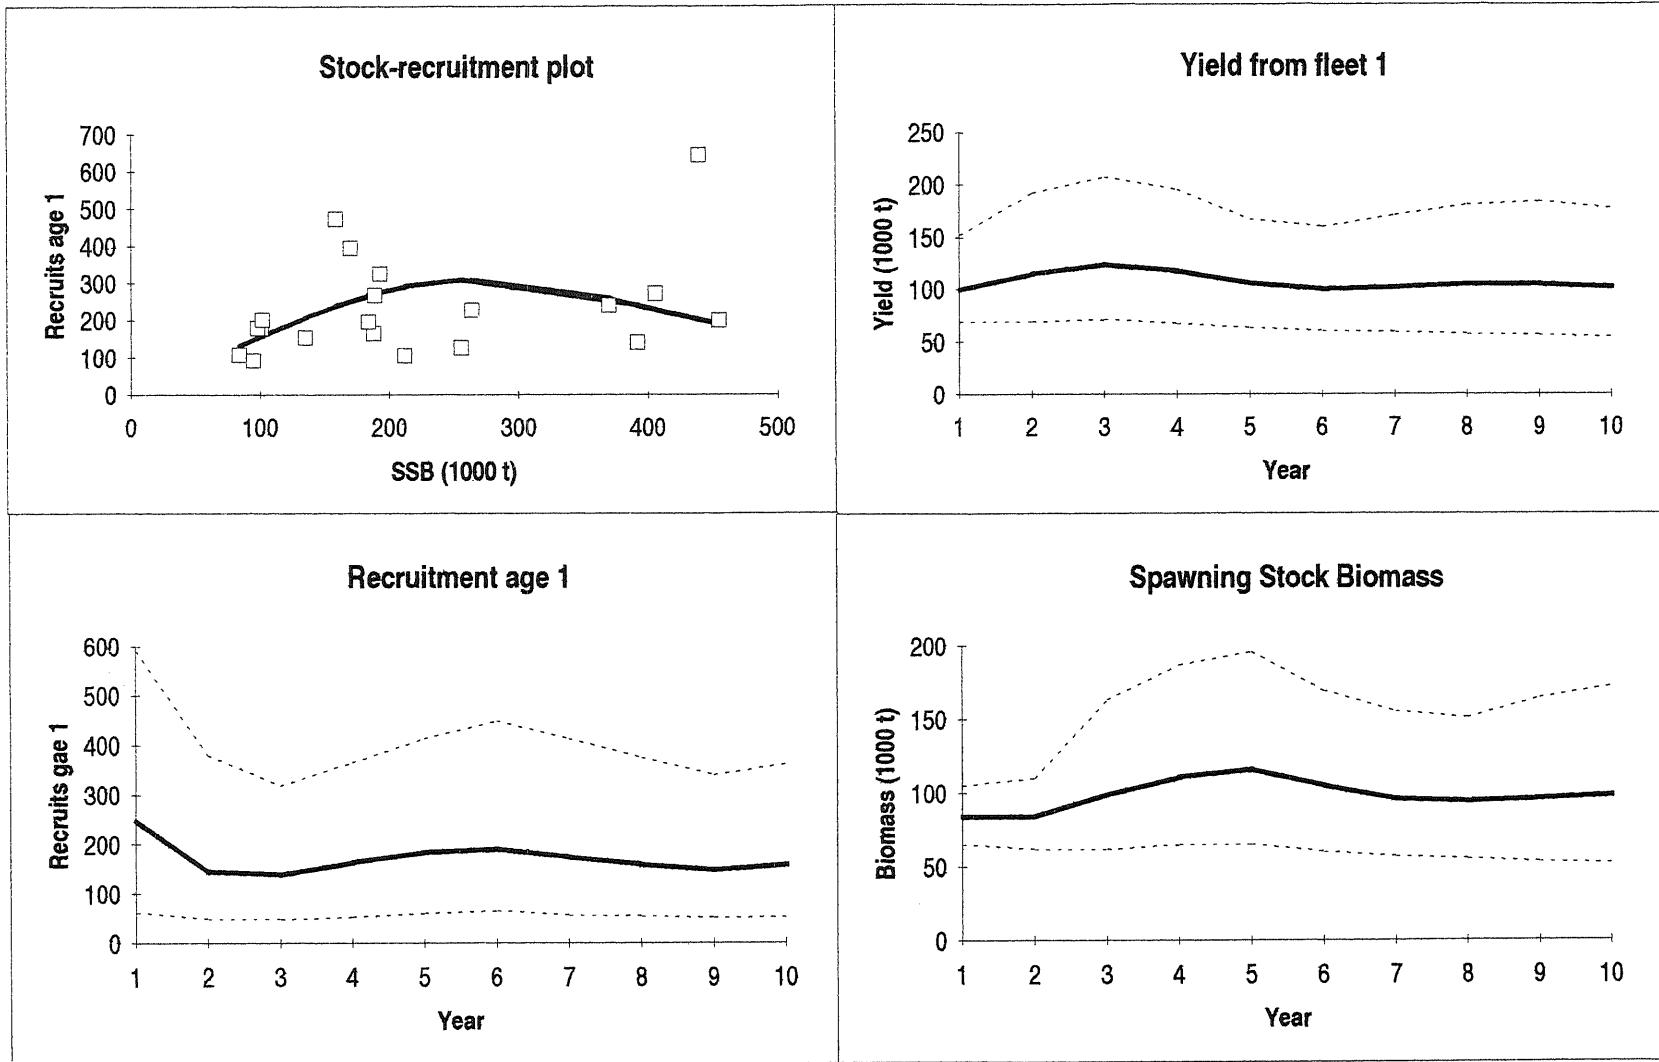 Stock-recruitment plot
Recruits age 1
700
600
500
400
300
200
100
0
0 100 200 300 400 500
SSB (1000 t)
Yield from fleet 1
Yield (1000 t)
250
200
150
100
50
0
1 2 3 4 5 6 7 8 9 10
Year
Recruitment age 1
Recruits gae 1
600
500
400
300
200
100
0
1 2 3 4 5 6 7 8 9 10
Year
Spawning Stock Biomass
Biomass (1000 t)
200
150
100
50
0
1 2 3 4 5 6 7 8 9 10
Year